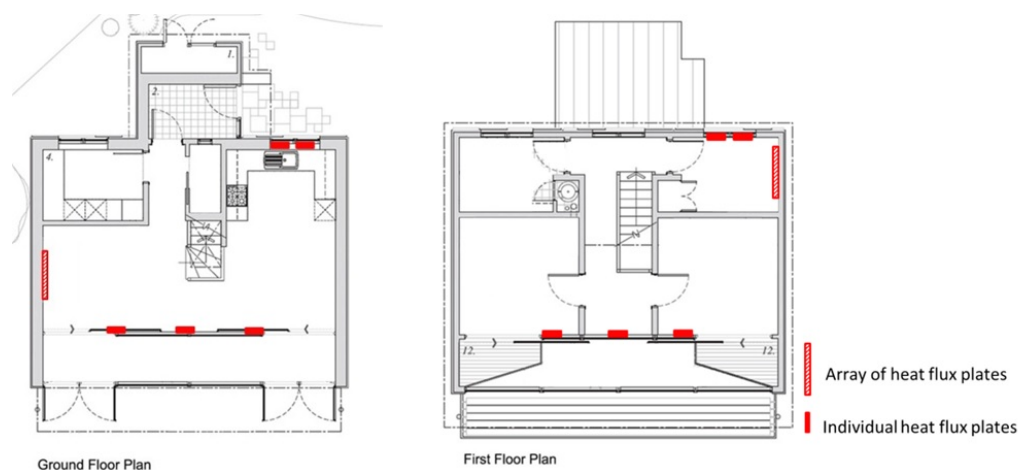 1.
2.
4.
12.
12.
Array of heat flux plates
Individual heat flux plates
Ground Floor Plan
First Floor Plan